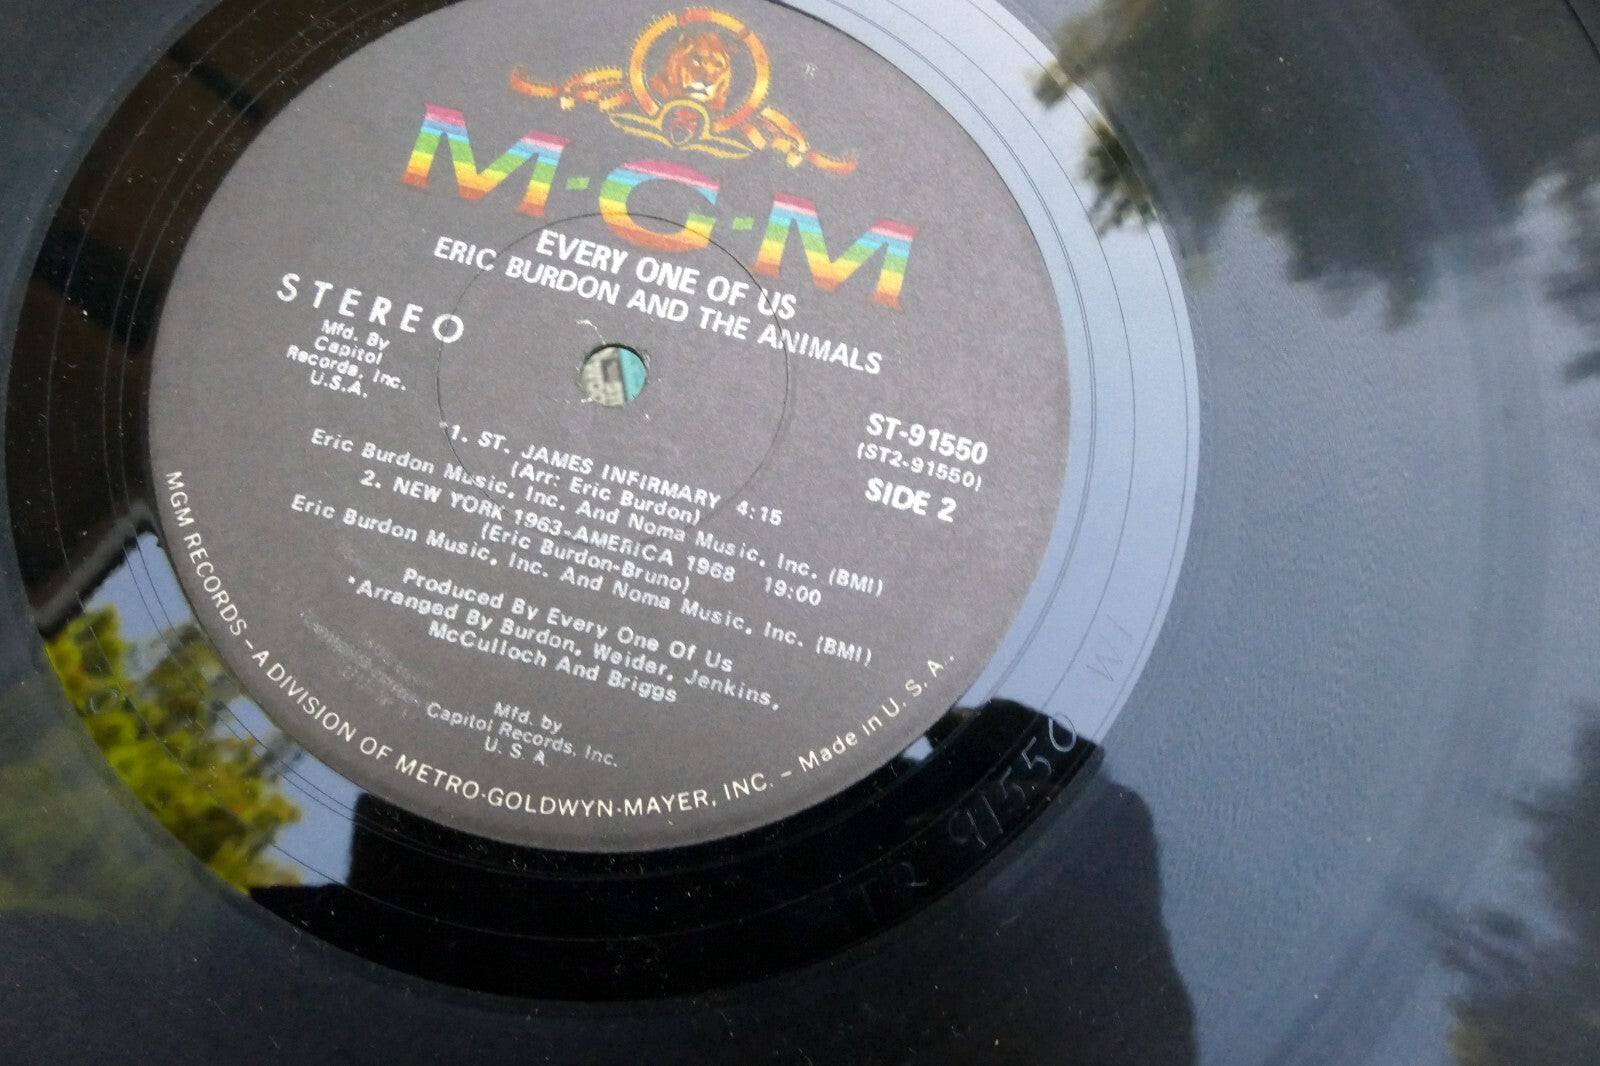 M-G-M
EVERY ONE OF US
ERIC BURDON AND THE ANIMALS
STEREO
Mfd. By
Capitol
Records, Inc.
U.S.A.
ST-91550
(ST2-91550)
SIDE 2
*1. ST. JAMES INFIRMARY 4:15
(Arr: Eric Burdon)
Eric Burdon Music, Inc. And Noma Music, Inc. (BMI)
2. NEW YORK 1963-AMERICA 1968 19:00
(Eric Burdon-Bruno)
Eric Burdon Music, Inc. And Noma Music, Inc. (BMI)
Produced By Every One Of Us
*Arranged By Burdon, Weider, Jenkins,
McCulloch And Briggs
Mfd. by
Capitol Records, Inc.
U. S. A.
MGM RECORDS – A DIVISION OF METRO-GOLDWYN-MAYER, INC. – Made in U. S. A.
91550